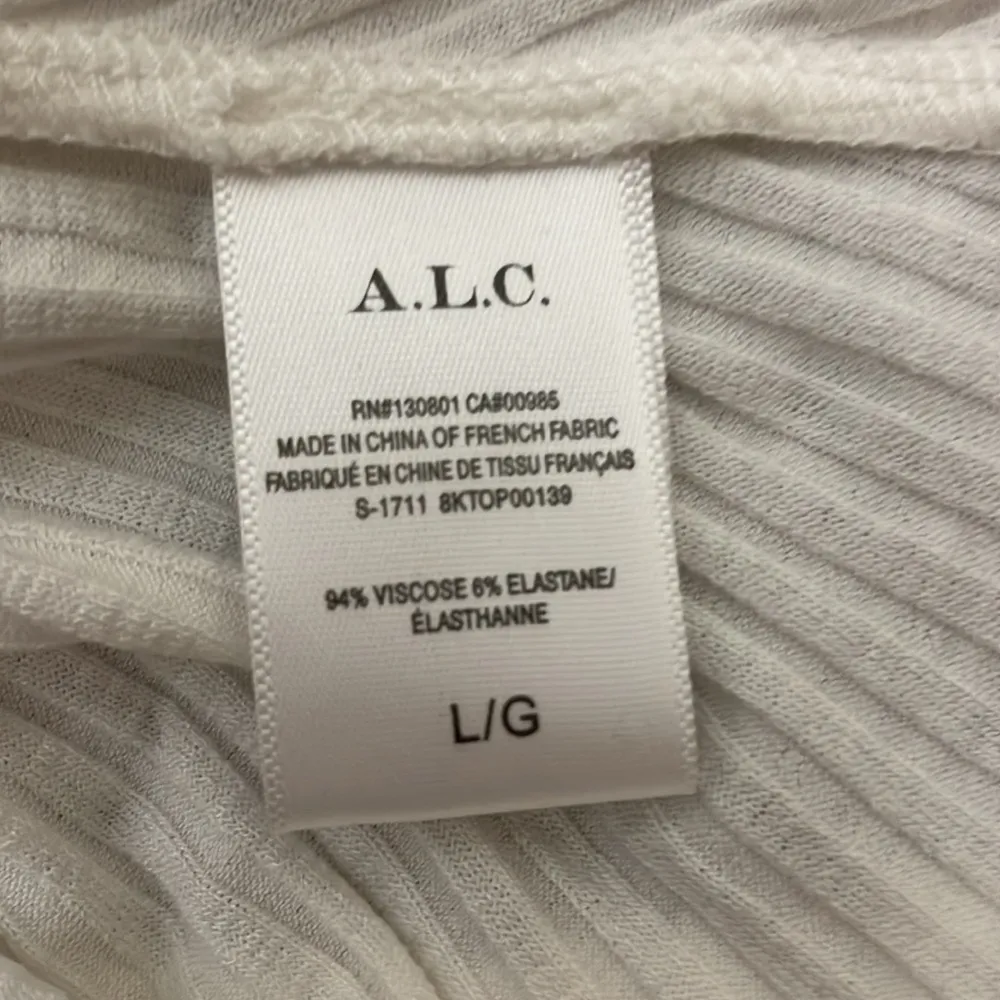 A.L.C.
RN#130801 CA#00985
MADE IN CHINA OF FRENCH FABRIC
FABRIQUÉ EN CHINE DE TISSU FRANÇAIS
S-1711 8KTOP00139
94% VISCOSE 6% ELASTANE/
ÉLASTHANNE
L/G